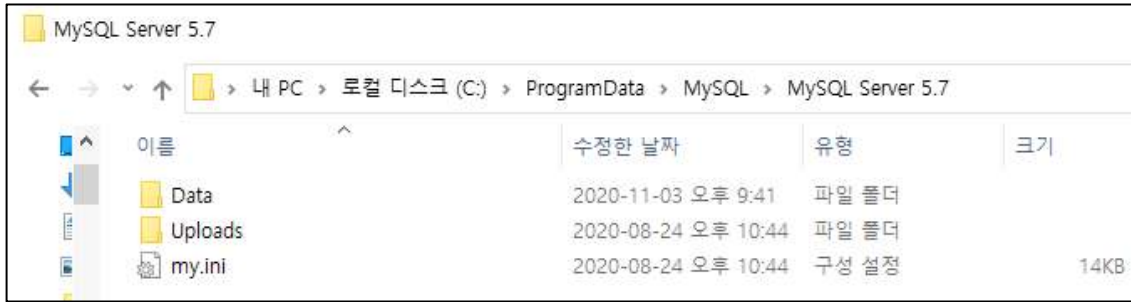 MySQL Server 5.7
내 PC > 로컬 디스크 (C:) > ProgramData > MySQL > MySQL Server 5.7
이름 수정한 날짜 유형 크기
Data 2020-11-03 오후 9:41 파일 폴더
Uploads 2020-08-24 오후 10:44 파일 폴더
my.ini 2020-08-24 오후 10:44 구성 설정 14KB